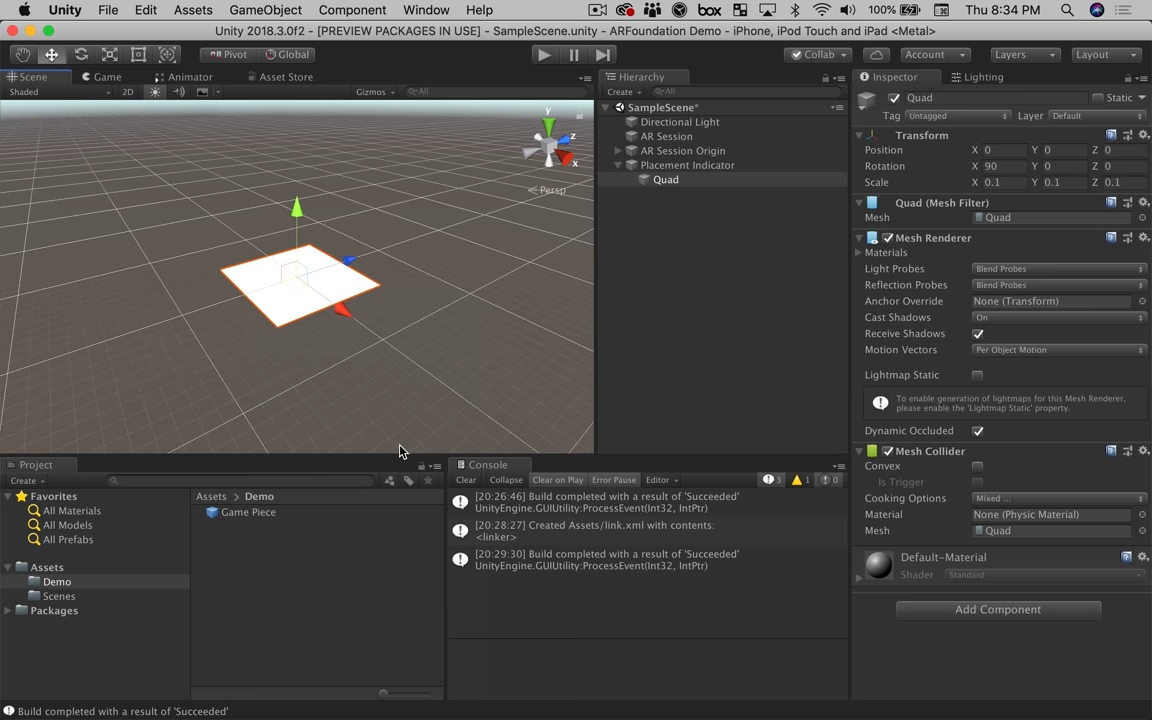 Unity File Edit Assets GameObject Component Window Help box 100% Thu 8:34 PM
Unity 2018.3.0f2 - [PREVIEW PACKAGES IN USE] - SampleScene.unity - ARFoundation Demo - iPhone, iPod Touch and iPad <Metal>
Pivot Global Collab Account Layers Layout
Scene Game Animator Asset Store
Shaded 2D Gizmos All
y
z
x
Persp
Hierarchy
Create All
SampleScene*
Directional Light
AR Session
AR Session Origin
Placement Indicator
Quad
Inspector Lighting
Quad Static
Tag Untagged Layer Default
Transform
Position X 0 Y 0 Z 0
Rotation X 90 Y 0 Z 0
Scale X 0.1 Y 0.1 Z 0.1
Quad (Mesh Filter)
Mesh Quad
Mesh Renderer
Materials
Light Probes Blend Probes
Reflection Probes Blend Probes
Anchor Override None (Transform)
Cast Shadows On
Receive Shadows
Motion Vectors Per Object Motion
Lightmap Static
To enable generation of lightmaps for this Mesh Renderer,
please enable the 'Lightmap Static' property.
Dynamic Occluded
Mesh Collider
Convex
Is Trigger
Cooking Options Mixed ...
Material None (Physic Material)
Mesh Quad
Default-Material
Shader Standard
Add Component
Project
Create
Favorites
All Materials
All Models
All Prefabs
Assets
Demo
Scenes
Packages
Assets > Demo
Game Piece
Console
Clear Collapse Clear on Play Error Pause Editor 3 1 0
[20:26:46] Build completed with a result of 'Succeeded'
UnityEngine.GUIUtility:ProcessEvent(Int32, IntPtr)
[20:28:27] Created Assets/link.xml with contents:
<linker>
[20:29:30] Build completed with a result of 'Succeeded'
UnityEngine.GUIUtility:ProcessEvent(Int32, IntPtr)
Build completed with a result of 'Succeeded'